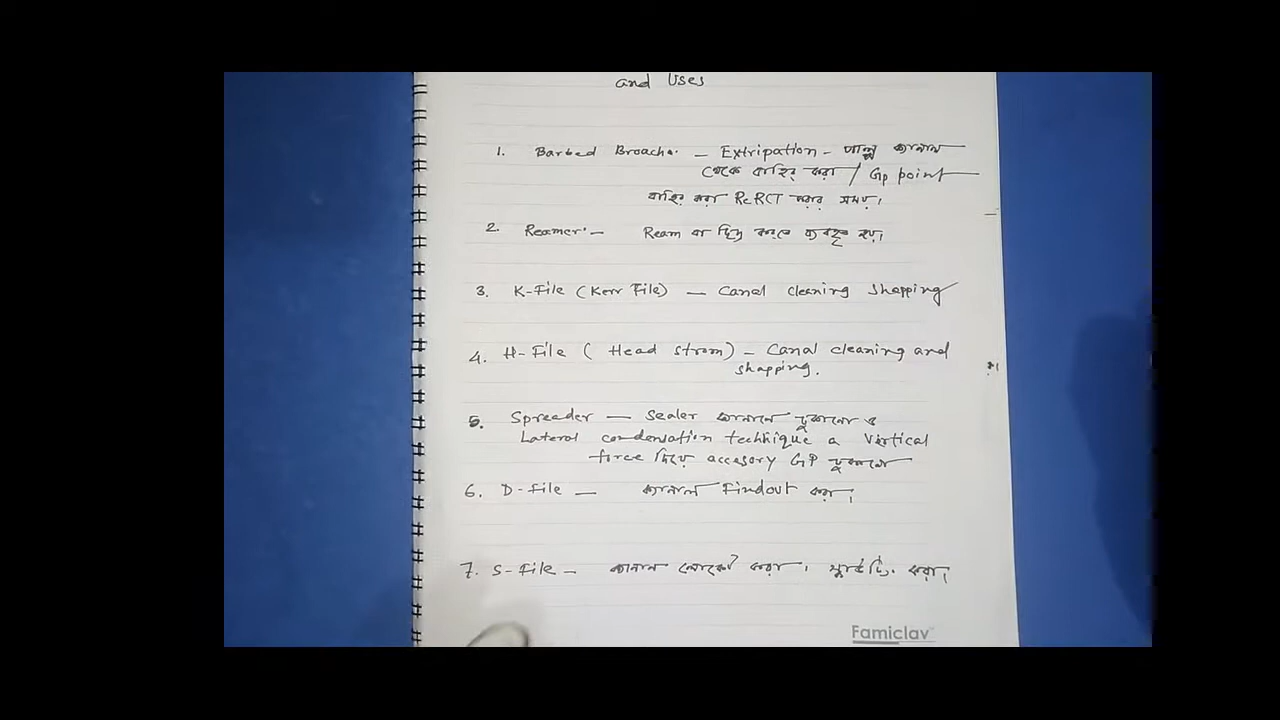 and Uses
1. Barbed Broache. – Extripation – পাল্প ক্যানাল
থেকে বাহির করা / Gp point
বাহির করা ReRCT করার সময়।
2. Reamer:– Ream বা ছিদ্র করতে ব্যবহৃত হয়।
3. K-File (Kerr File) – Canal cleaning shapping
4. H-File ( Head strom) – Canal cleaning and
shapping.
5. Spreader – Sealer ক্যানালে ঢুকানো ও
Lateral condensation technique a Vertical
force দিয়ে accesory GP ঢুকানো
6. D-File – ক্যানাল Findout করা।
7. S-File – ক্যানাল লোকেট করা।  করা।
Famiclav